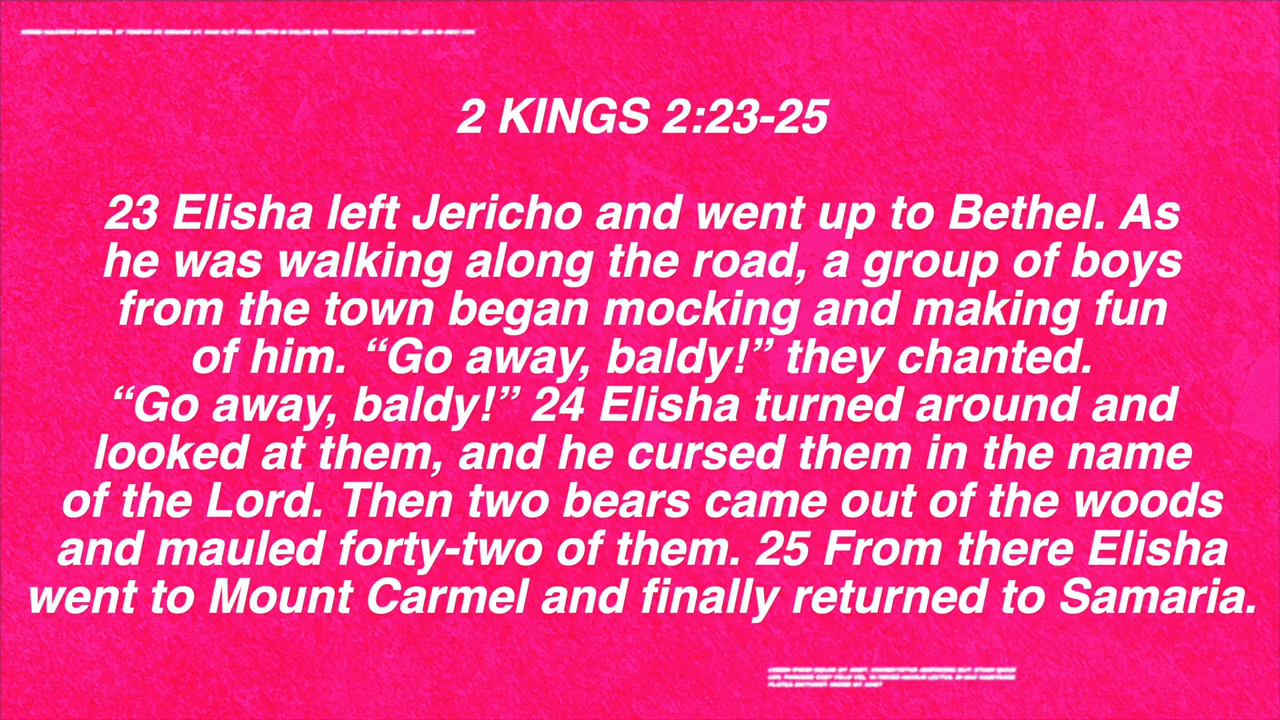 2 KINGS 2:23-25
23 Elisha left Jericho and went up to Bethel. As
he was walking along the road, a group of boys
from the town began mocking and making fun
of him. “Go away, baldy!” they chanted.
“Go away, baldy!” 24 Elisha turned around and
looked at them, and he cursed them in the name
of the Lord. Then two bears came out of the woods
and mauled forty-two of them. 25 From there Elisha
went to Mount Carmel and finally returned to Samaria.